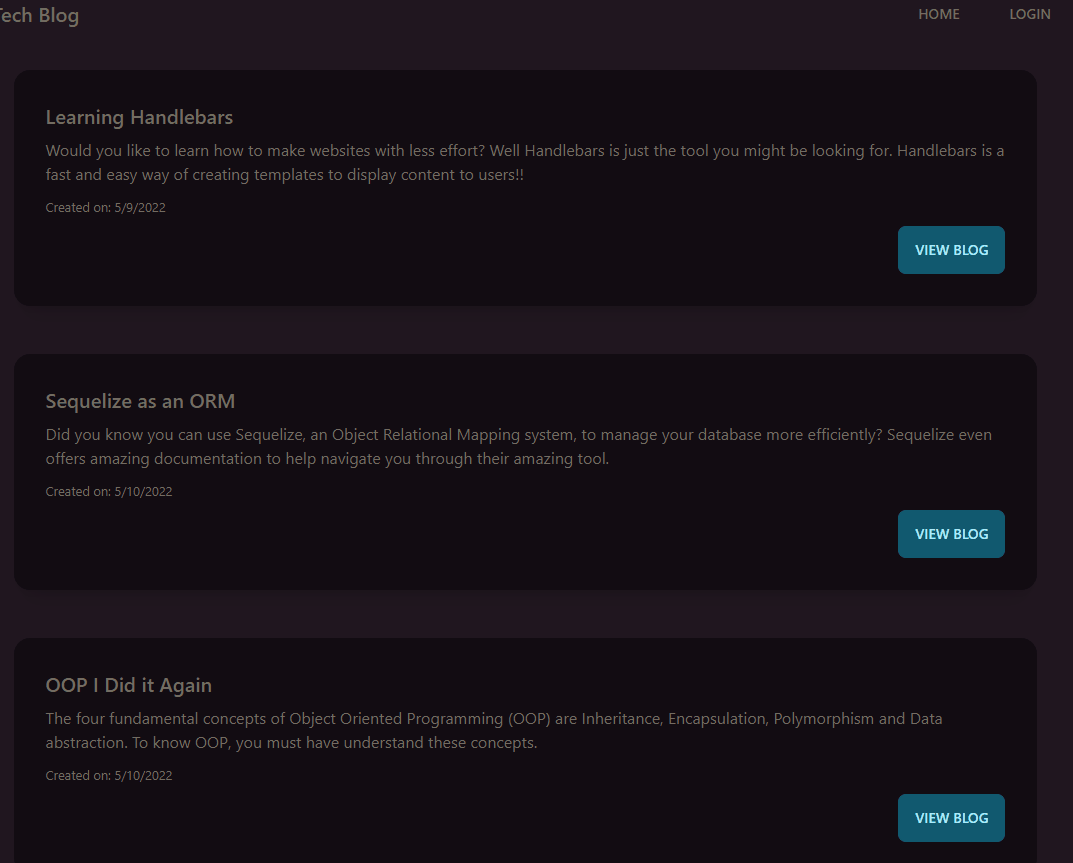 Tech Blog
HOME
LOGIN
Learning Handlebars
Would you like to learn how to make websites with less effort? Well Handlebars is just the tool you might be looking for. Handlebars is a
fast and easy way of creating templates to display content to users!!
Created on: 5/9/2022
VIEW BLOG
Sequelize as an ORM
Did you know you can use Sequelize, an Object Relational Mapping system, to manage your database more efficiently? Sequelize even
offers amazing documentation to help navigate you through their amazing tool.
Created on: 5/10/2022
VIEW BLOG
OOP I Did it Again
The four fundamental concepts of Object Oriented Programming (OOP) are Inheritance, Encapsulation, Polymorphism and Data
abstraction. To know OOP, you must have understand these concepts.
Created on: 5/10/2022
VIEW BLOG